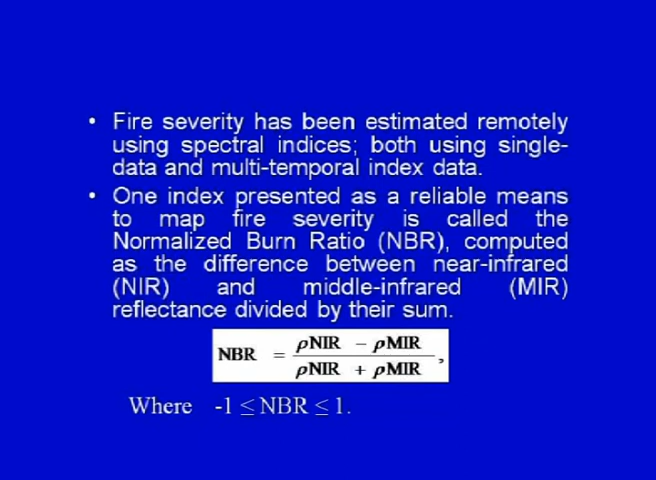 • Fire severity has been estimated remotely
using spectral indices; both using single-
data and multi-temporal index data.
• One index presented as a reliable means
to map fire severity is called the
Normalized Burn Ratio (NBR), computed
as the difference between near-infrared
(NIR) and middle-infrared (MIR)
reflectance divided by their sum.
NBR = (ρNIR − ρMIR) / (ρNIR + ρMIR) ,
Where -1 ≤ NBR ≤ 1.